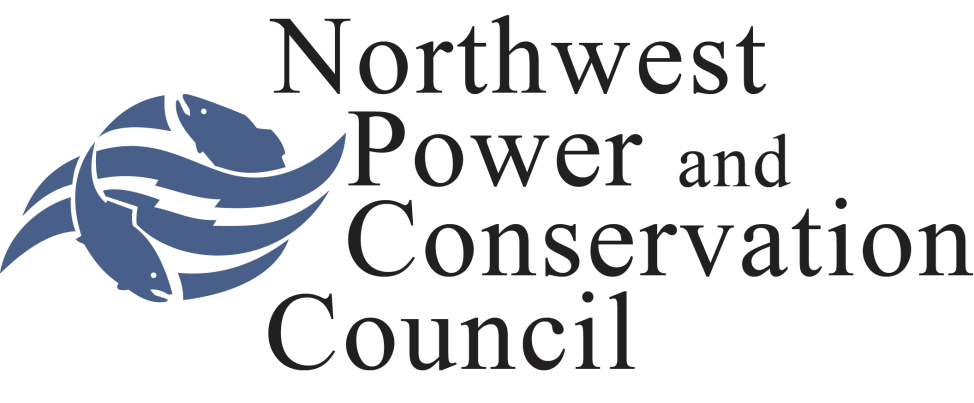 Northwest
Power and
Conservation
Council